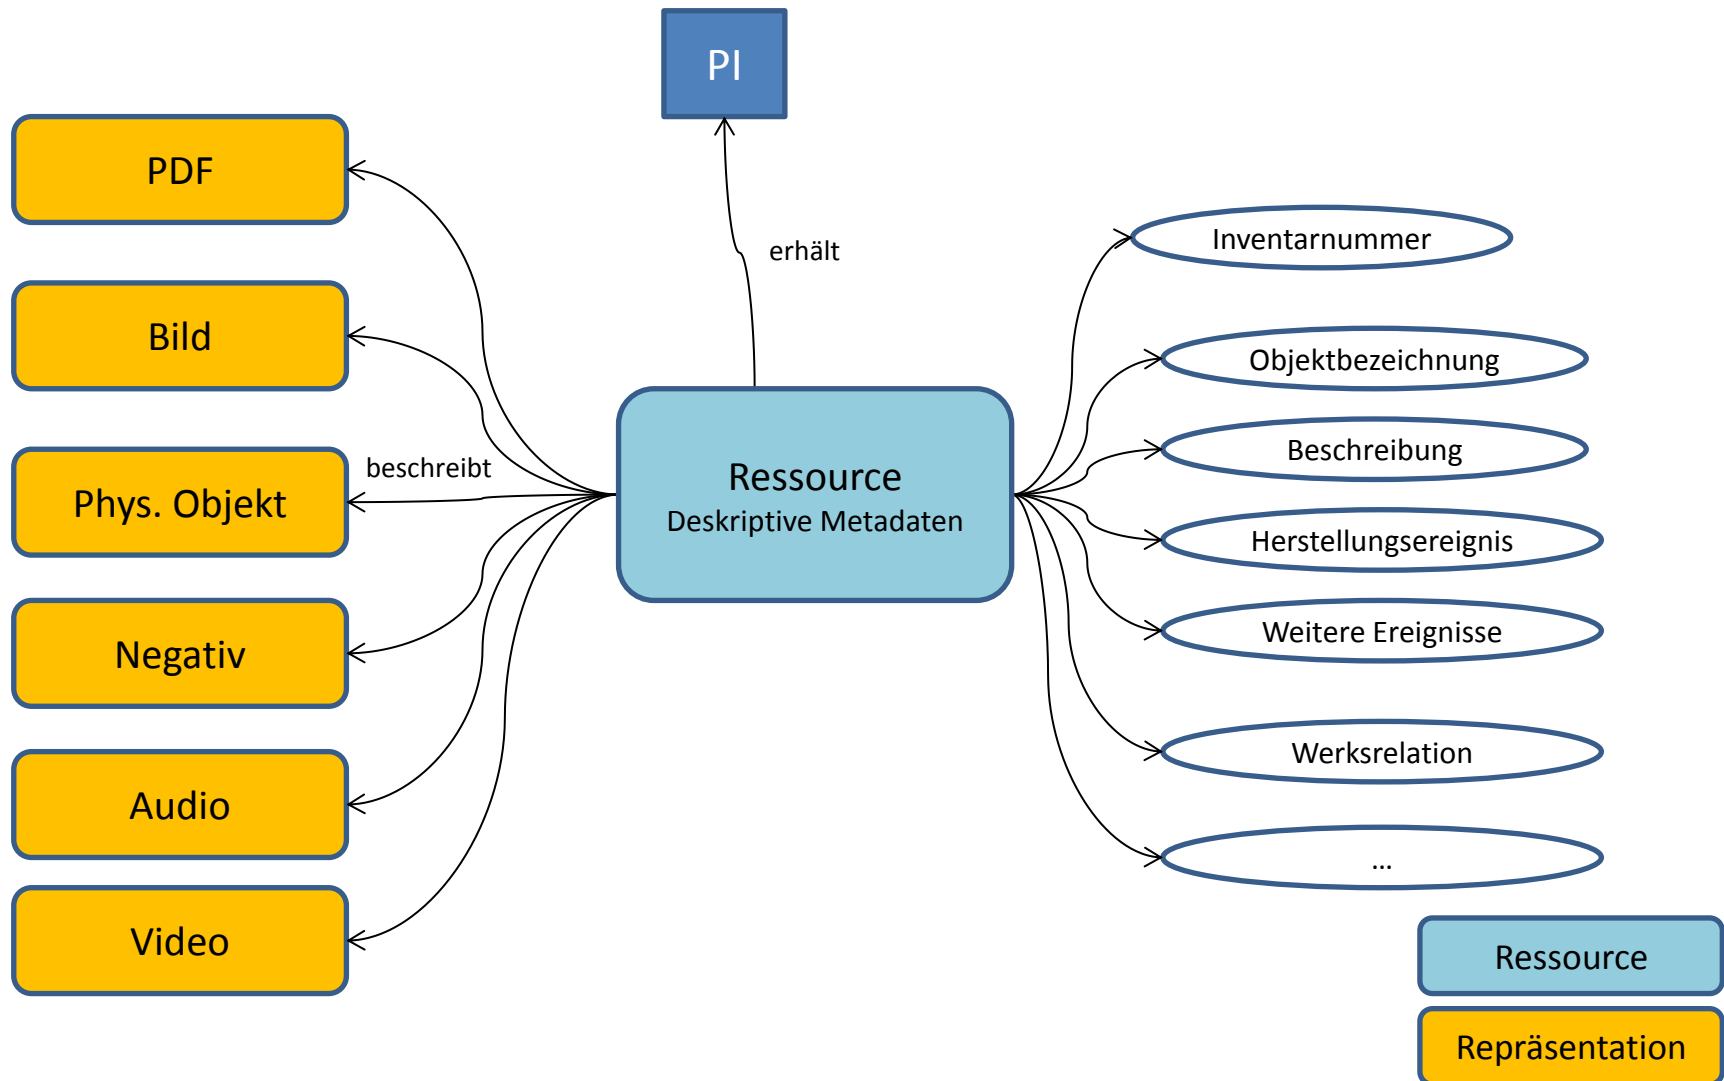 PI
erhält
PDF
Bild
beschreibt
Phys. Objekt
Negativ
Audio
Video
Ressource
Deskriptive Metadaten
Inventarnummer
Objektbezeichnung
Beschreibung
Herstellungsereignis
Weitere Ereignisse
Werksrelation
...
Ressource
Repräsentation